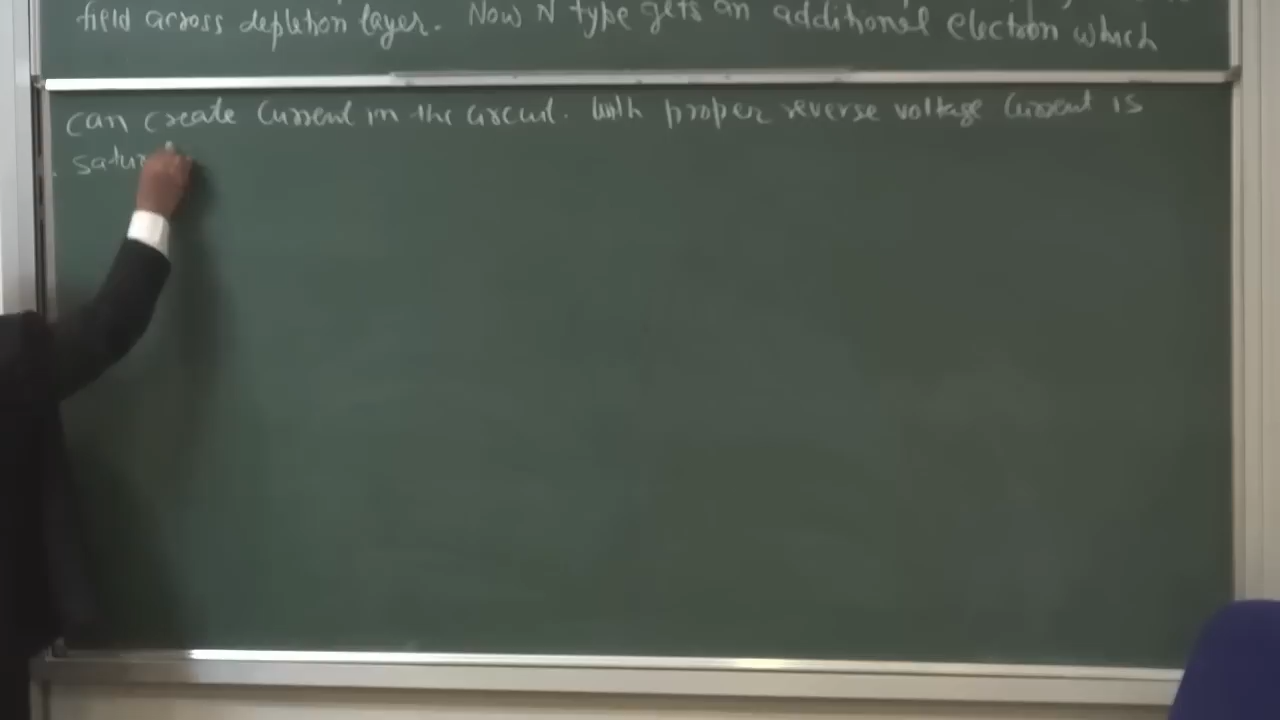 field across depletion layer. Now N type gets an additional electron which
can create current in the circuit. With proper reverse voltage current is
satur